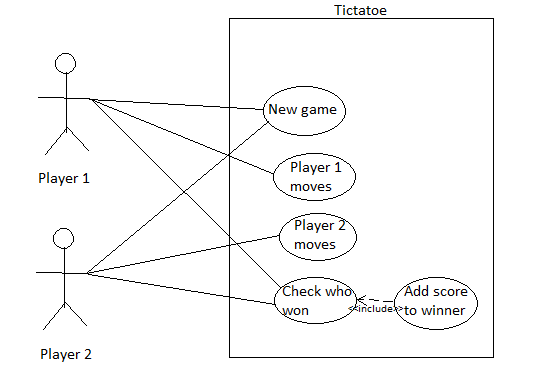 Tictatoe
New game
Player 1
moves
Player 1
Player 2
moves
Check who
won
Add score
to winner
<<include>>
Player 2